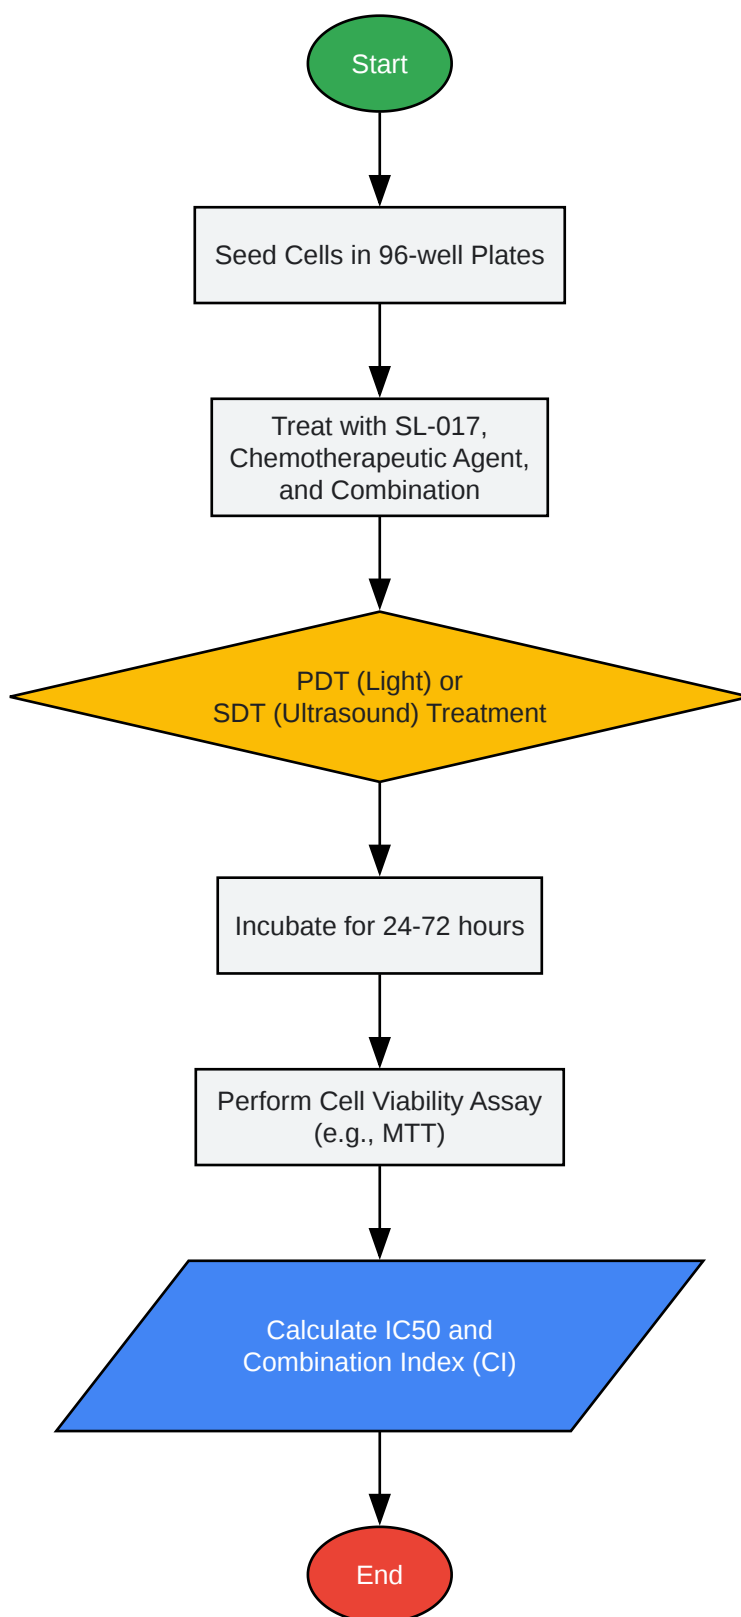 Start
Seed Cells in 96-well Plates
Treat with SL-017,
Chemotherapeutic Agent,
and Combination
PDT (Light) or
SDT (Ultrasound) Treatment
Incubate for 24-72 hours
Perform Cell Viability Assay
(e.g., MTT)
Calculate IC50 and
Combination Index (CI)
End